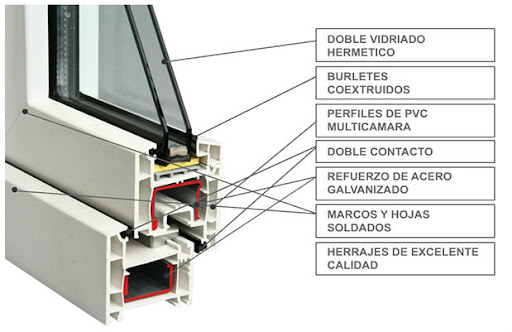 DOBLE VIDRIADO
HERMETICO
BURLETES
COEXTRUIDOS
PERFILES DE PVC
MULTICAMARA
DOBLE CONTACTO
REFUERZO DE ACERO
GALVANIZADO
MARCOS Y HOJAS
SOLDADOS
HERRAJES DE EXCELENTE
CALIDAD